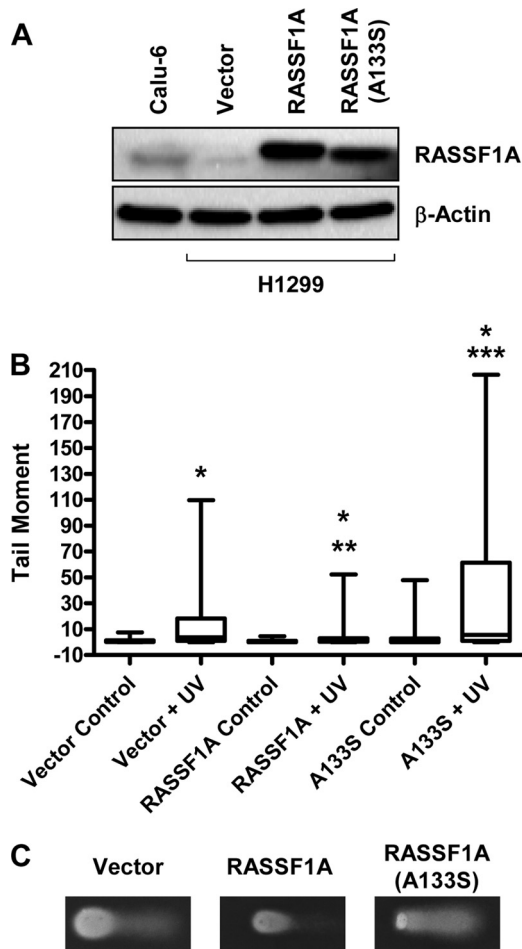 A
Calu-6
Vector
RASSF1A
RASSF1A
(A133S)
RASSF1A
β-Actin
H1299
B
Tail Moment
210
190
170
150
130
110
90
70
50
30
10
-10
*
*
**
*
***
Vector Control
Vector + UV
RASSF1A Control
RASSF1A + UV
A133S Control
A133S + UV
C
Vector
RASSF1A
RASSF1A
(A133S)